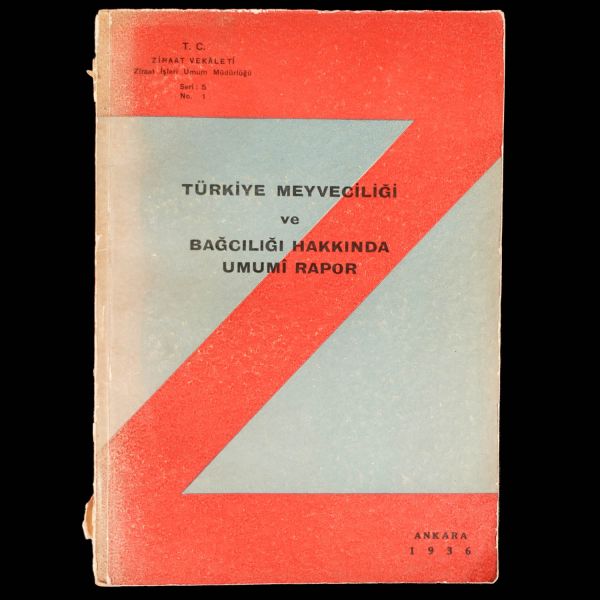 T. C.
ZİRAAT VEKÂLETİ
Ziraat İşleri Umum Müdürlüğü
Seri : 5
No. 1
TÜRKİYE MEYVECİLİĞİ
ve
BAĞCILIĞI HAKKINDA
UMUMÎ RAPOR
ANKARA
1 9 3 6